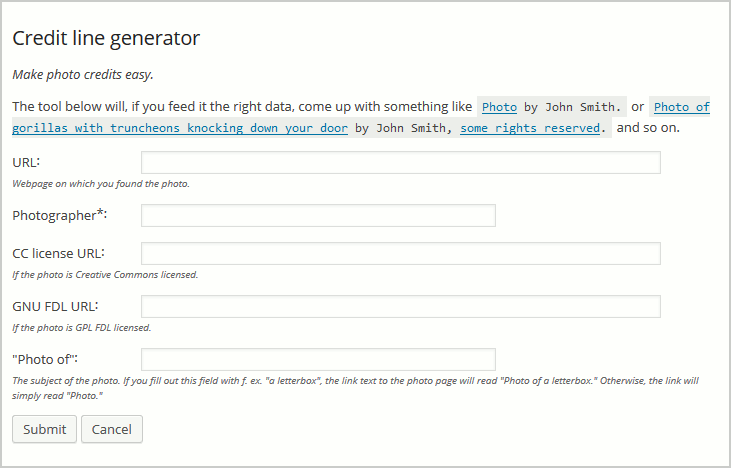 Credit line generator
Make photo credits easy.
The tool below will, if you feed it the right data, come up with something like Photo by John Smith. or Photo of
gorillas with truncheons knocking down your door by John Smith, some rights reserved. and so on.
URL:
Webpage on which you found the photo.
Photographer*:
CC license URL:
If the photo is Creative Commons licensed.
GNU FDL URL:
If the photo is GPL FDL licensed.
"Photo of":
The subject of the photo. If you fill out this field with f. ex. "a letterbox", the link text to the photo page will read "Photo of a letterbox." Otherwise, the link will
simply read "Photo."
Submit Cancel